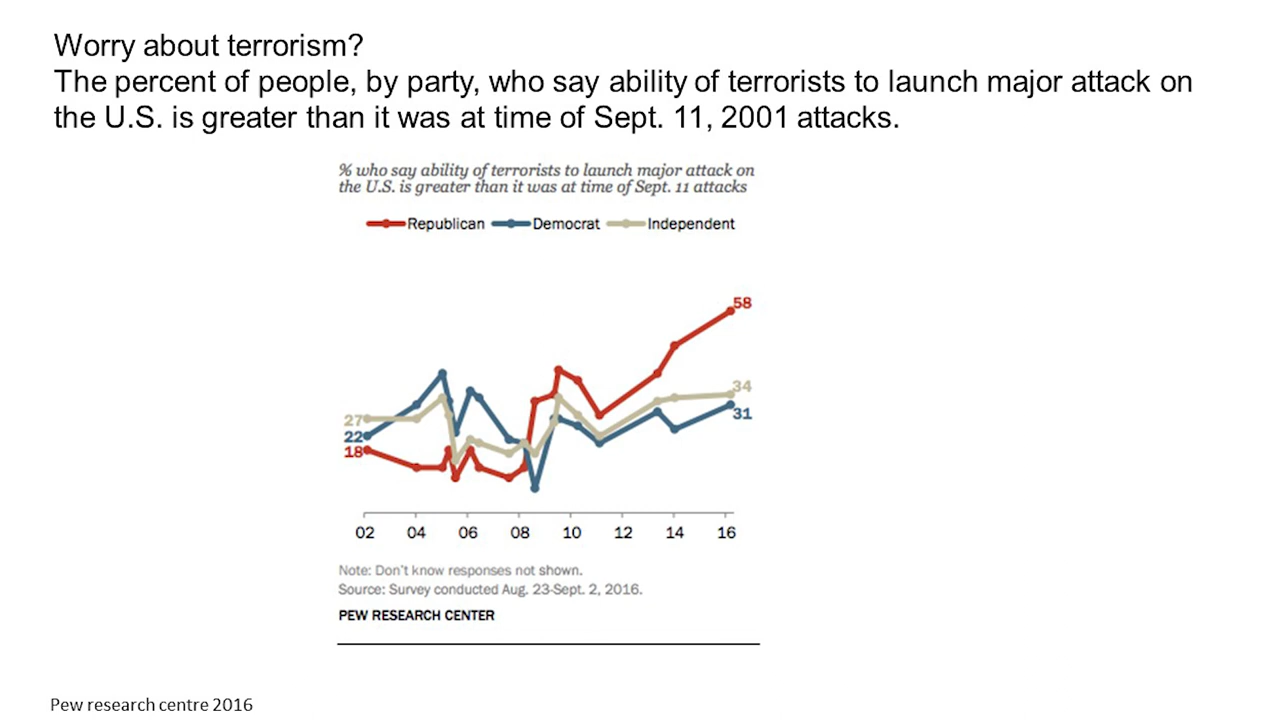 Worry about terrorism?
The percent of people, by party, who say ability of terrorists to launch major attack on
the U.S. is greater than it was at time of Sept. 11, 2001 attacks.
% who say ability of terrorists to launch major attack on
the U.S. is greater than it was at time of Sept. 11 attacks
Republican Democrat Independent
58
34
31
27
22
18
02 04 06 08 10 12 14 16
Note: Don't know responses not shown.
Source: Survey conducted Aug. 23-Sept. 2, 2016.
PEW RESEARCH CENTER
Pew research centre 2016